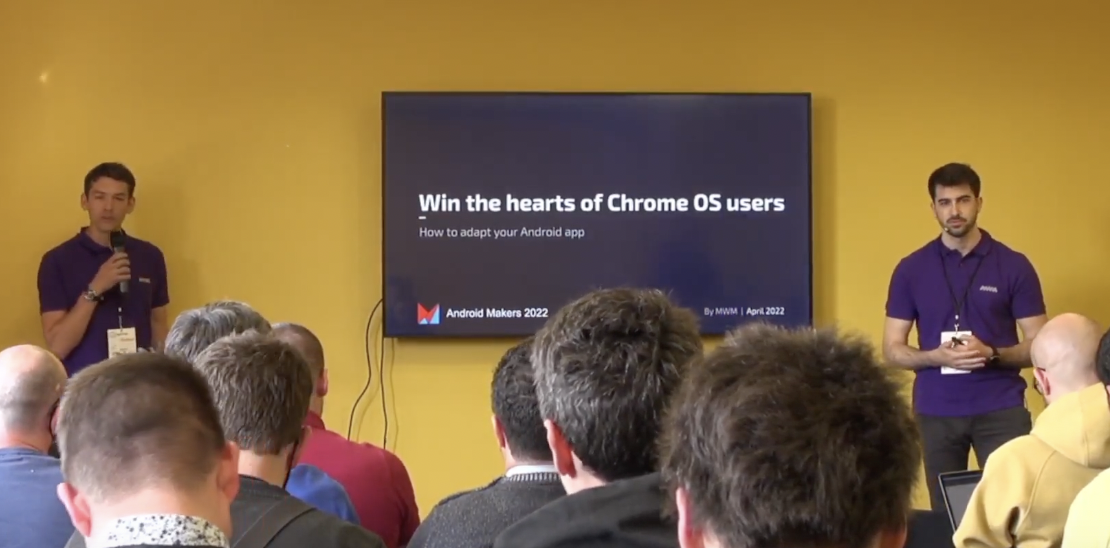 Win the hearts of Chrome OS users
How to adapt your Android app
Android Makers 2022
By MWM | April 2022